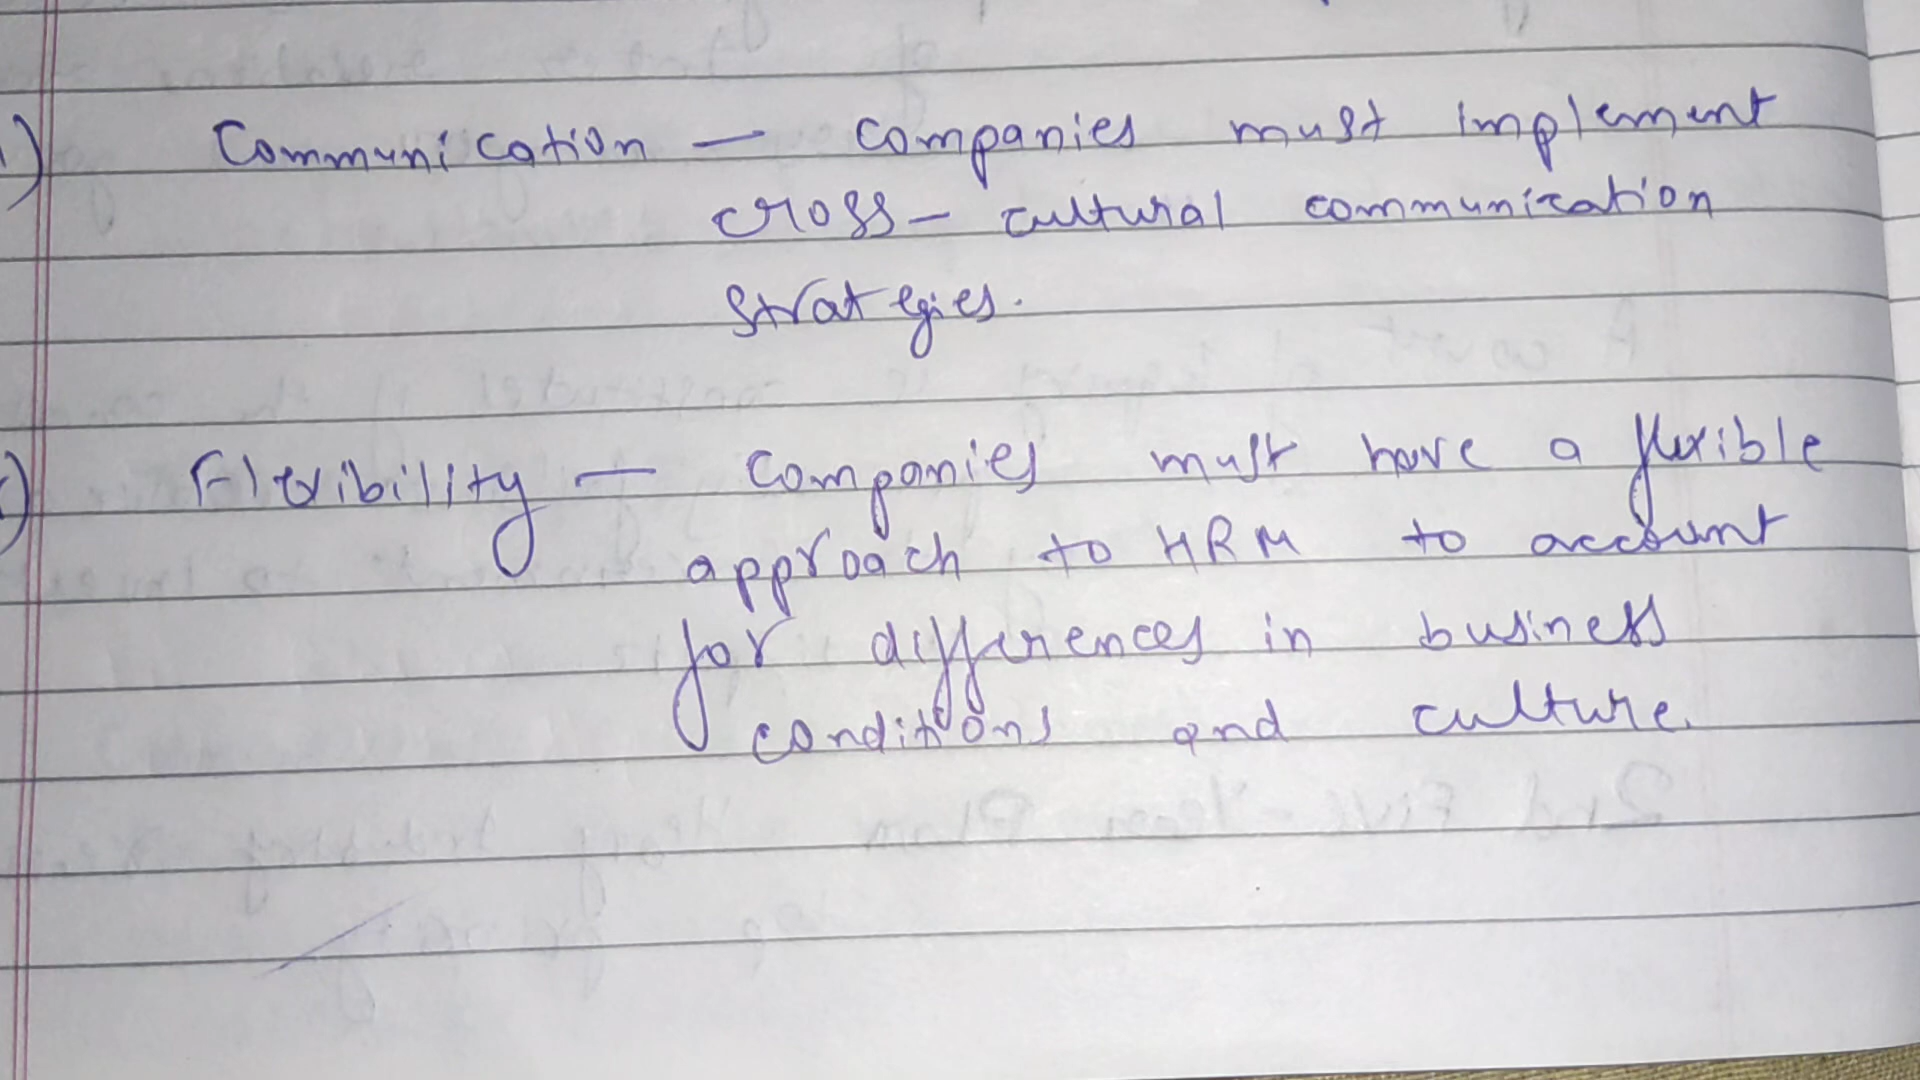 ) Communication — companies must implement
cross - cultural communication
strategies.
) Flexibility — companies must have a flexible
approach to HRM to account
for differences in business
conditions and culture.